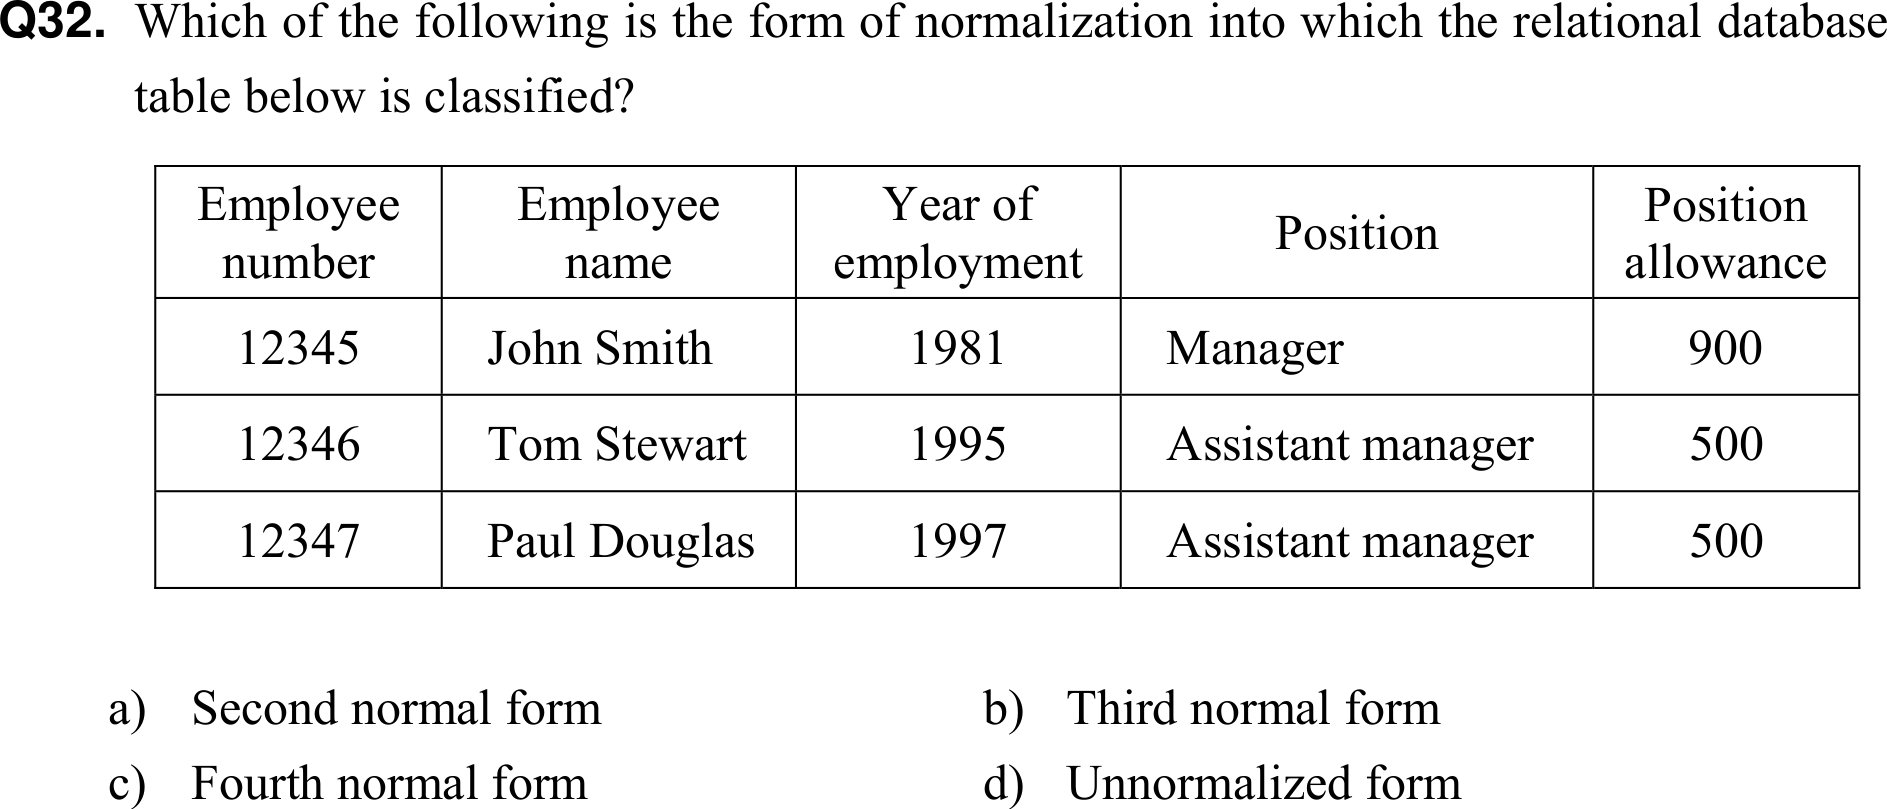 Q32. Which of the following is the form of normalization into which the relational database
table below is classified?
Employee number Employee name Year of employment Position Position allowance
12345 John Smith 1981 Manager 900
12346 Tom Stewart 1995 Assistant manager 500
12347 Paul Douglas 1997 Assistant manager 500
a) Second normal form b) Third normal form
c) Fourth normal form d) Unnormalized form